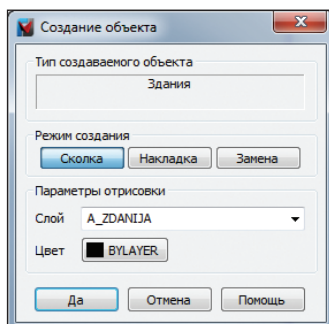 Создание объекта
Тип создаваемого объекта
Здания
Режим создания
Сколка Накладка Замена
Параметры отрисовки
Слой A_ZDANIJA
Цвет BYLAYER
Да Отмена Помощь